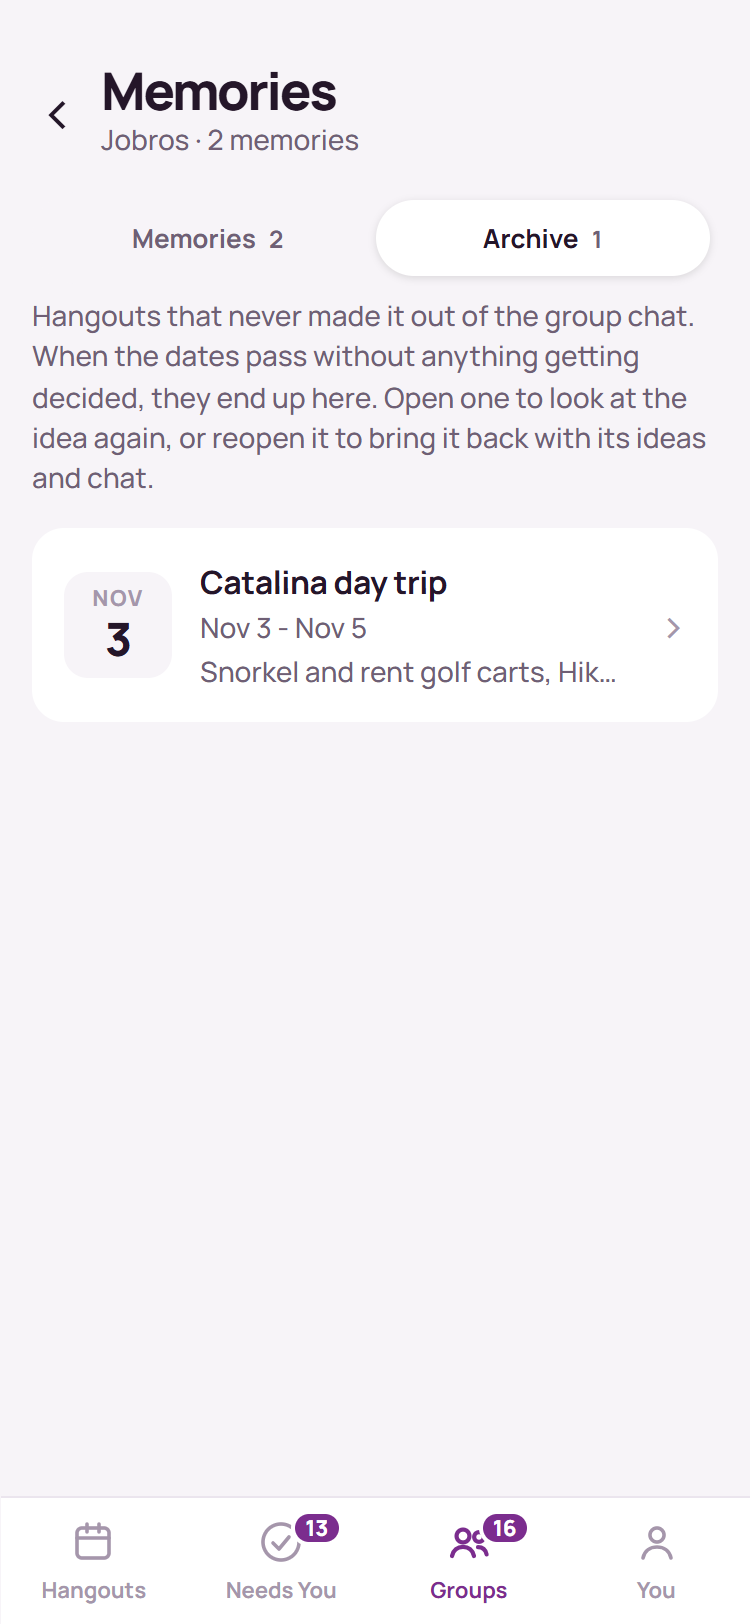 Memories
Jobros · 2 memories
Memories 2
Archive 1
Hangouts that never made it out of the group chat.
When the dates pass without anything getting
decided, they end up here. Open one to look at the
idea again, or reopen it to bring it back with its ideas
and chat.
NOV
3
Catalina day trip
Nov 3 - Nov 5
Snorkel and rent golf carts, Hik...
13
16
Hangouts
Needs You
Groups
You